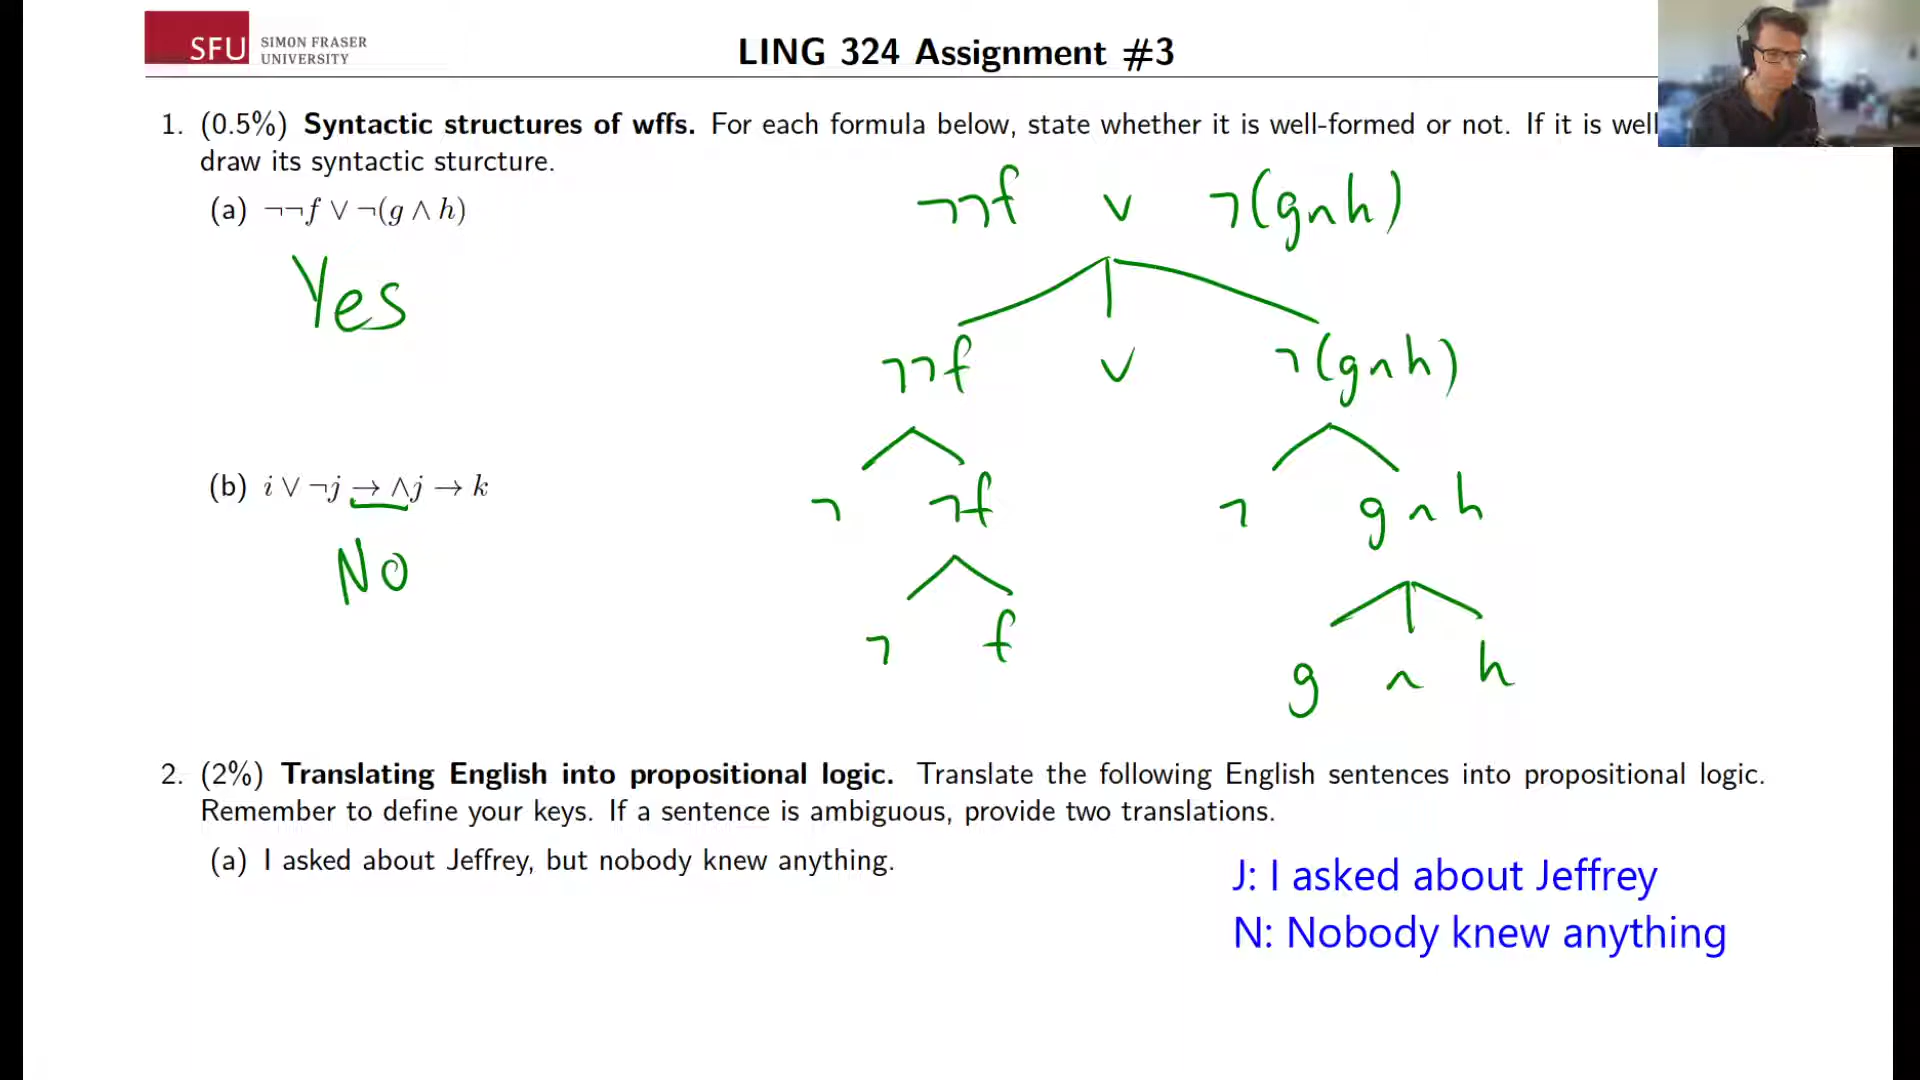 SFU SIMON FRASER
UNIVERSITY
LING 324 Assignment #3
1. (0.5%) Syntactic structures of wffs. For each formula below, state whether it is well-formed or not. If it is well
draw its syntactic sturcture.
(a) ¬¬f ∨ ¬(g ∧ h)
¬¬f ∨ ¬(g∧h)
Yes
¬¬f ∨ ¬(g∧h)
(b) i ∨ ¬j → ∧j → k
¬ ¬f ¬ g∧h
No
¬ f g ∧ h
2. (2%) Translating English into propositional logic. Translate the following English sentences into propositional logic.
Remember to define your keys. If a sentence is ambiguous, provide two translations.
(a) I asked about Jeffrey, but nobody knew anything.
J: I asked about Jeffrey
N: Nobody knew anything